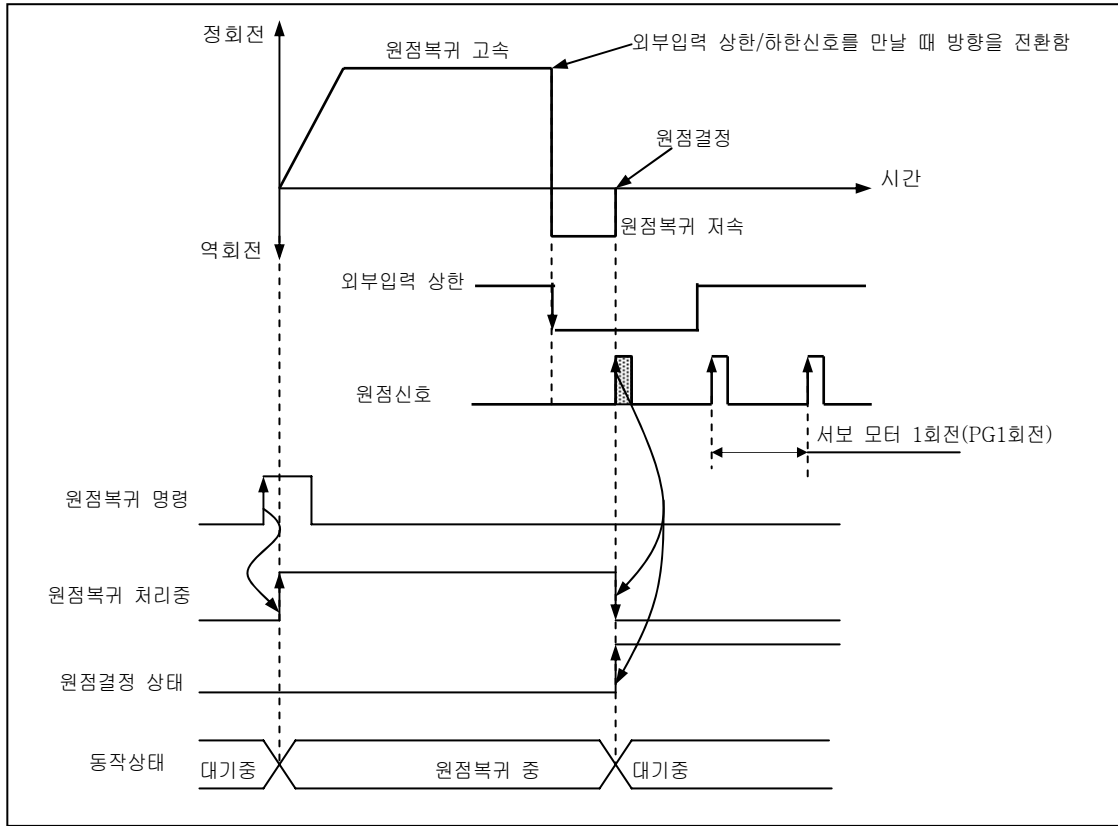 정회전
원점복귀 고속
외부입력 상한/하한신호를 만날 때 방향을 전환함
원점결정
시간
원점복귀 저속
역회전
외부입력 상한
원점신호
서보 모터 1회전(PG1회전)
원점복귀 명령
원점복귀 처리중
원점결정 상태
동작상태
대기중
원점복귀 중
대기중